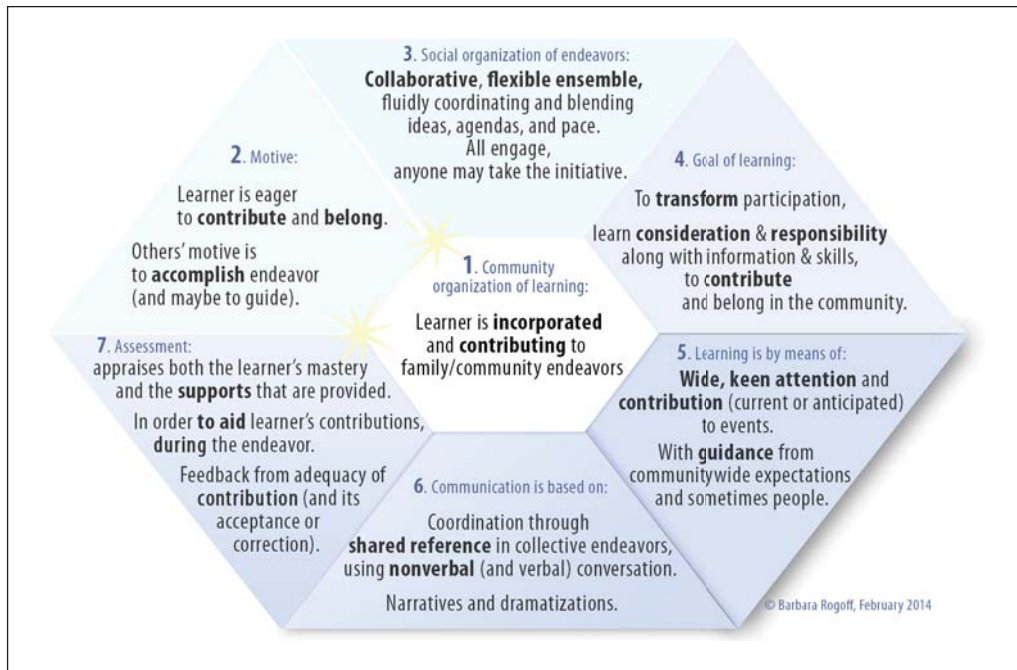 1. Community
organization of learning:
Learner is incorporated
and contributing to
family/community endeavors
2. Motive:
Learner is eager
to contribute and belong.
Others’ motive is
to accomplish endeavor
(and maybe to guide).
3. Social organization of endeavors:
Collaborative, flexible ensemble,
fluidly coordinating and blending
ideas, agendas, and pace.
All engage,
anyone may take the initiative.
4. Goal of learning:
To transform participation,
learn consideration & responsibility
along with information & skills,
to contribute
and belong in the community.
5. Learning is by means of:
Wide, keen attention and
contribution (current or anticipated)
to events.
With guidance from
communitywide expectations
and sometimes people.
6. Communication is based on:
Coordination through
shared reference in collective endeavors,
using nonverbal (and verbal) conversation.
Narratives and dramatizations.
7. Assessment:
appraises both the learner’s mastery
and the supports that are provided.
In order to aid learner’s contributions,
during the endeavor.
Feedback from adequacy of
contribution (and its
acceptance or
correction).
© Barbara Rogoff, February 2014